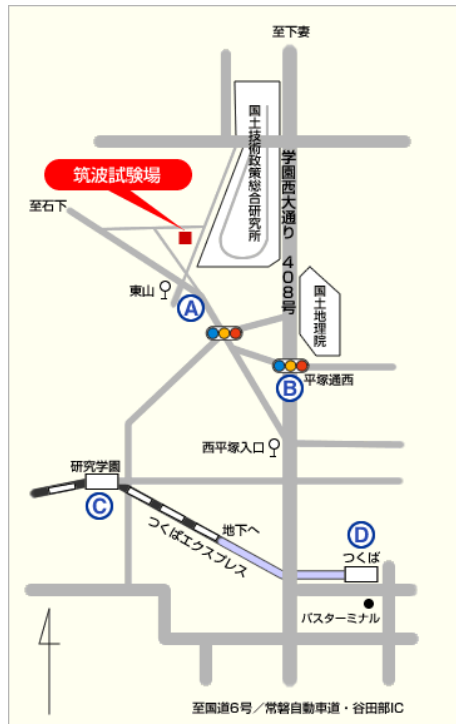 至下妻
国土技術政策総合研究所
学園西大通り 408号
筑波試験場
至石下
東山
A
国土地理院
B
平塚通西
西平塚入口
研究学園
C
つくばエクスプレス
地下へ
D
つくば
バスターミナル
至国道6号/常磐自動車道・谷田部IC